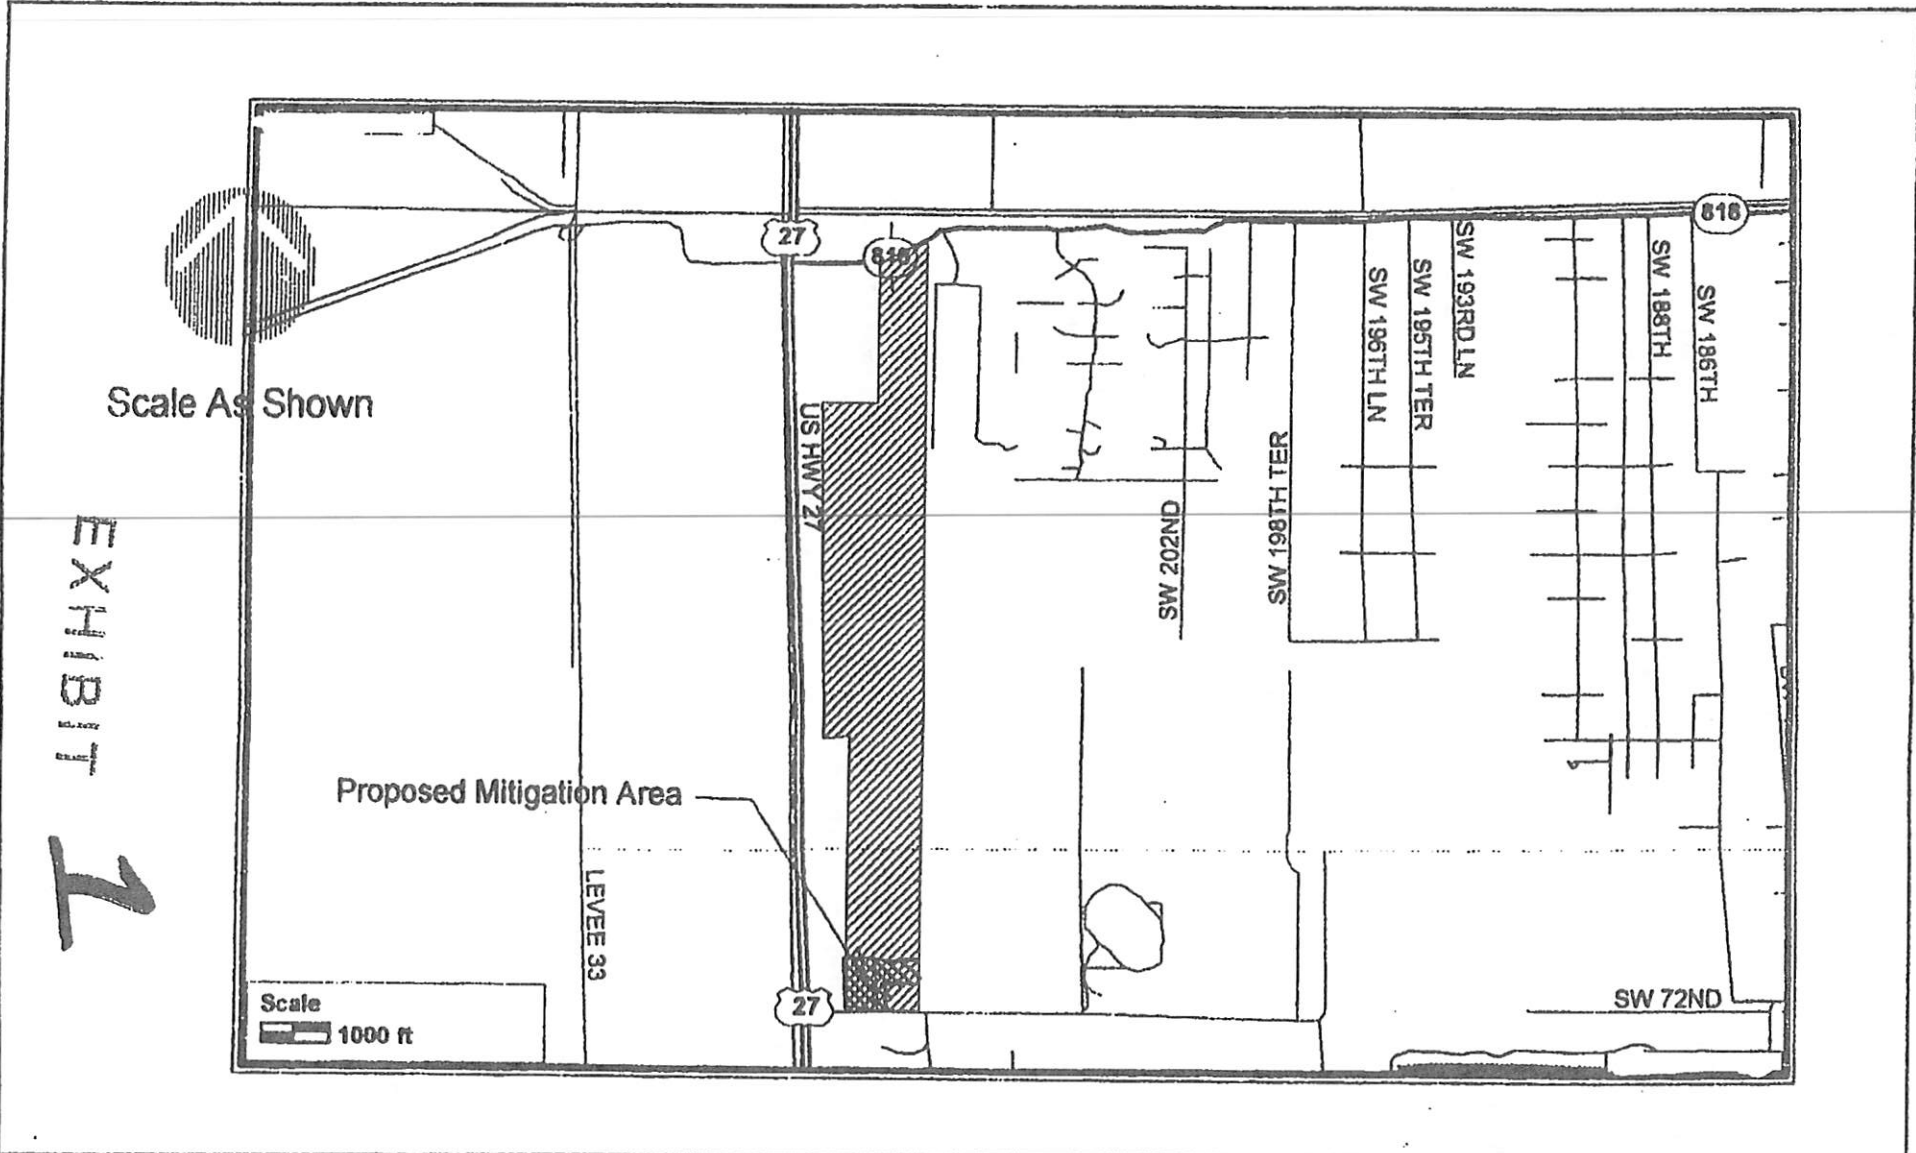 818
27
818
SW 193RD LN
SW 188TH
SW 195TH TER
SW 196TH LN
SW 186TH
Scale As Shown
US HWY 27
SW 198TH TER
SW 202ND
EXHIBIT 1
Proposed Mitigation Area
LEVEE 33
SW 72ND
27
Scale
1000 ft